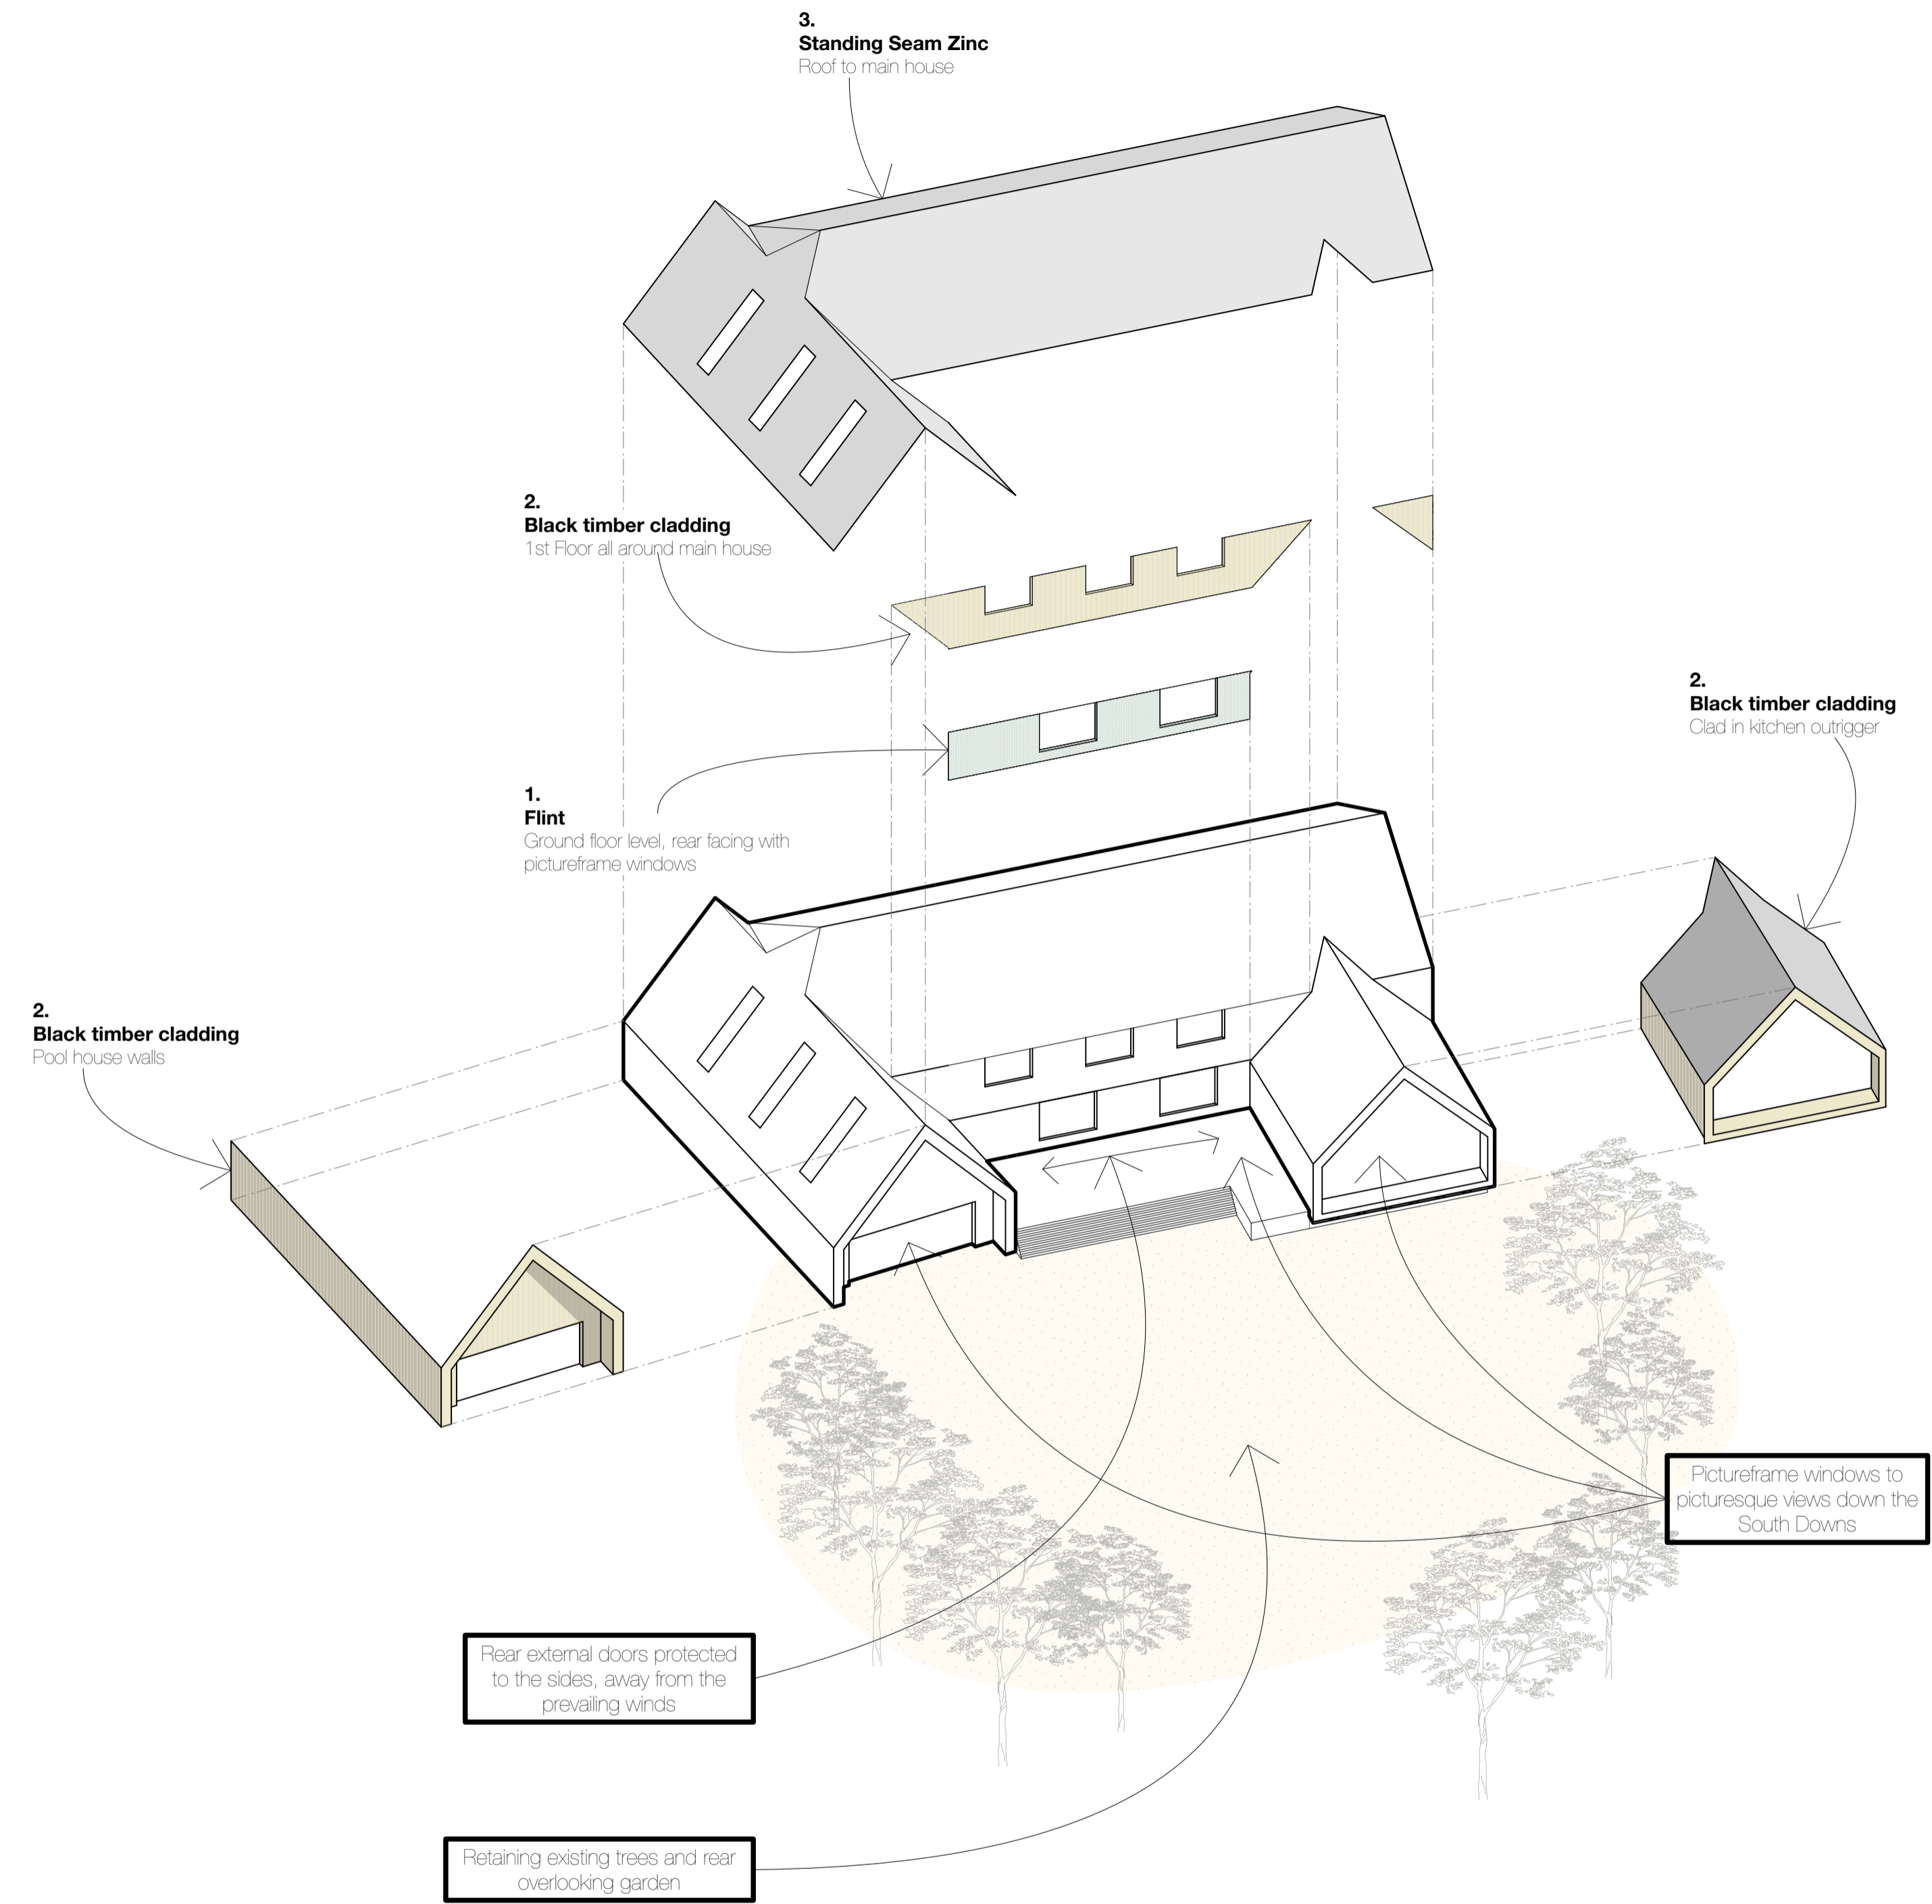 3.
Standing Seam Zinc
Roof to main house
2.
Black timber cladding
1st Floor all around main house
2.
Black timber cladding
Clad in kitchen outrigger
1.
Flint
Ground floor level, rear facing with
pictureframe windows
2.
Black timber cladding
Pool house walls
Pictureframe windows to
picturesque views down the
South Downs
Rear external doors protected
to the sides, away from the
prevailing winds
Retaining existing trees and rear
overlooking garden